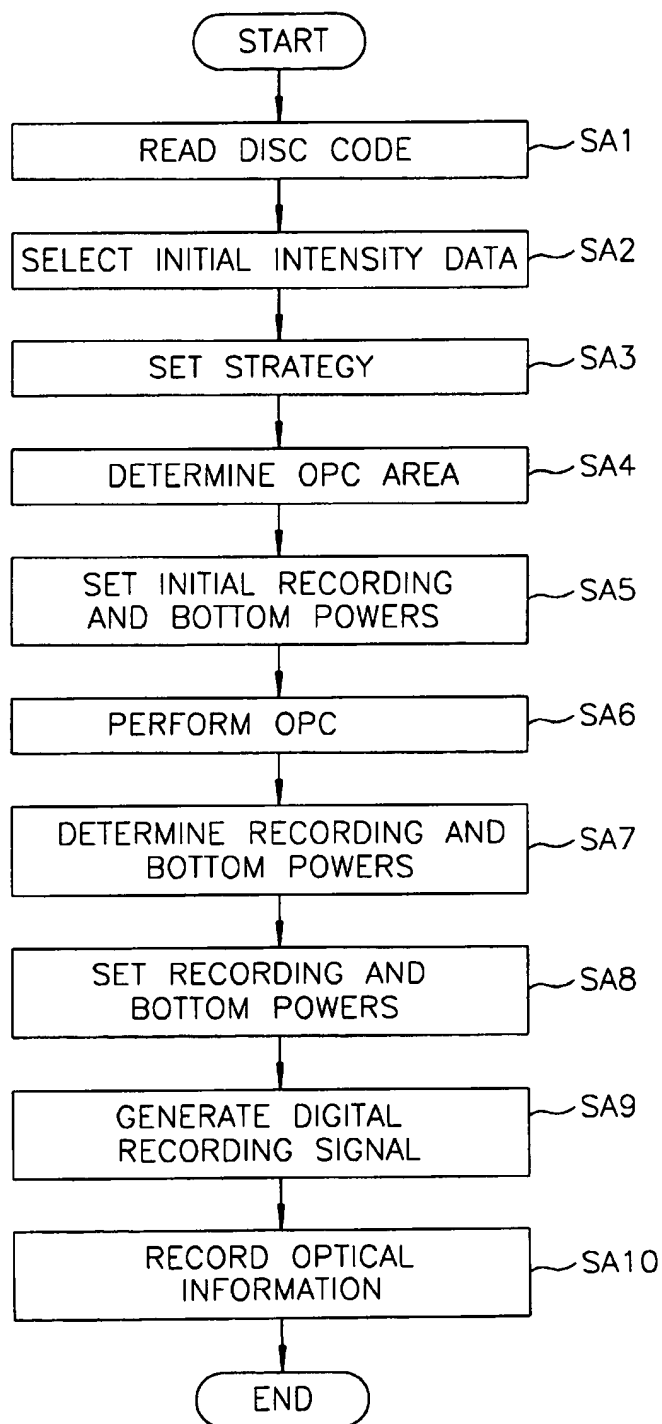 START
READ DISC CODE
SA1
SELECT INITIAL INTENSITY DATA
SA2
SET STRATEGY
SA3
DETERMINE OPC AREA
SA4
SET INITIAL RECORDING
AND BOTTOM POWERS
SA5
PERFORM OPC
SA6
DETERMINE RECORDING AND
BOTTOM POWERS
SA7
SET RECORDING AND
BOTTOM POWERS
SA8
GENERATE DIGITAL
RECORDING SIGNAL
SA9
RECORD OPTICAL
INFORMATION
SA10
END